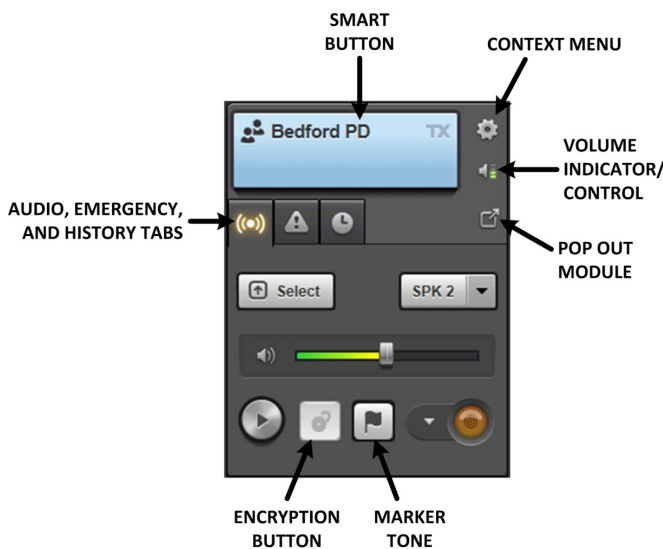 SMART
BUTTON
CONTEXT MENU
Bedford PD
TX
VOLUME
INDICATOR/
CONTROL
AUDIO, EMERGENCY,
AND HISTORY TABS
POP OUT
MODULE
Select
SPK 2
ENCRYPTION
BUTTON
MARKER
TONE